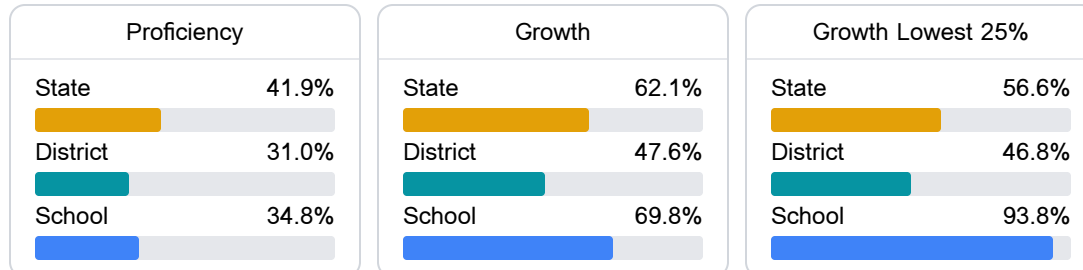 Proficiency
State 41.9%
District 31.0%
School 34.8%
Growth
State 62.1%
District 47.6%
School 69.8%
Growth Lowest 25%
State 56.6%
District 46.8%
School 93.8%